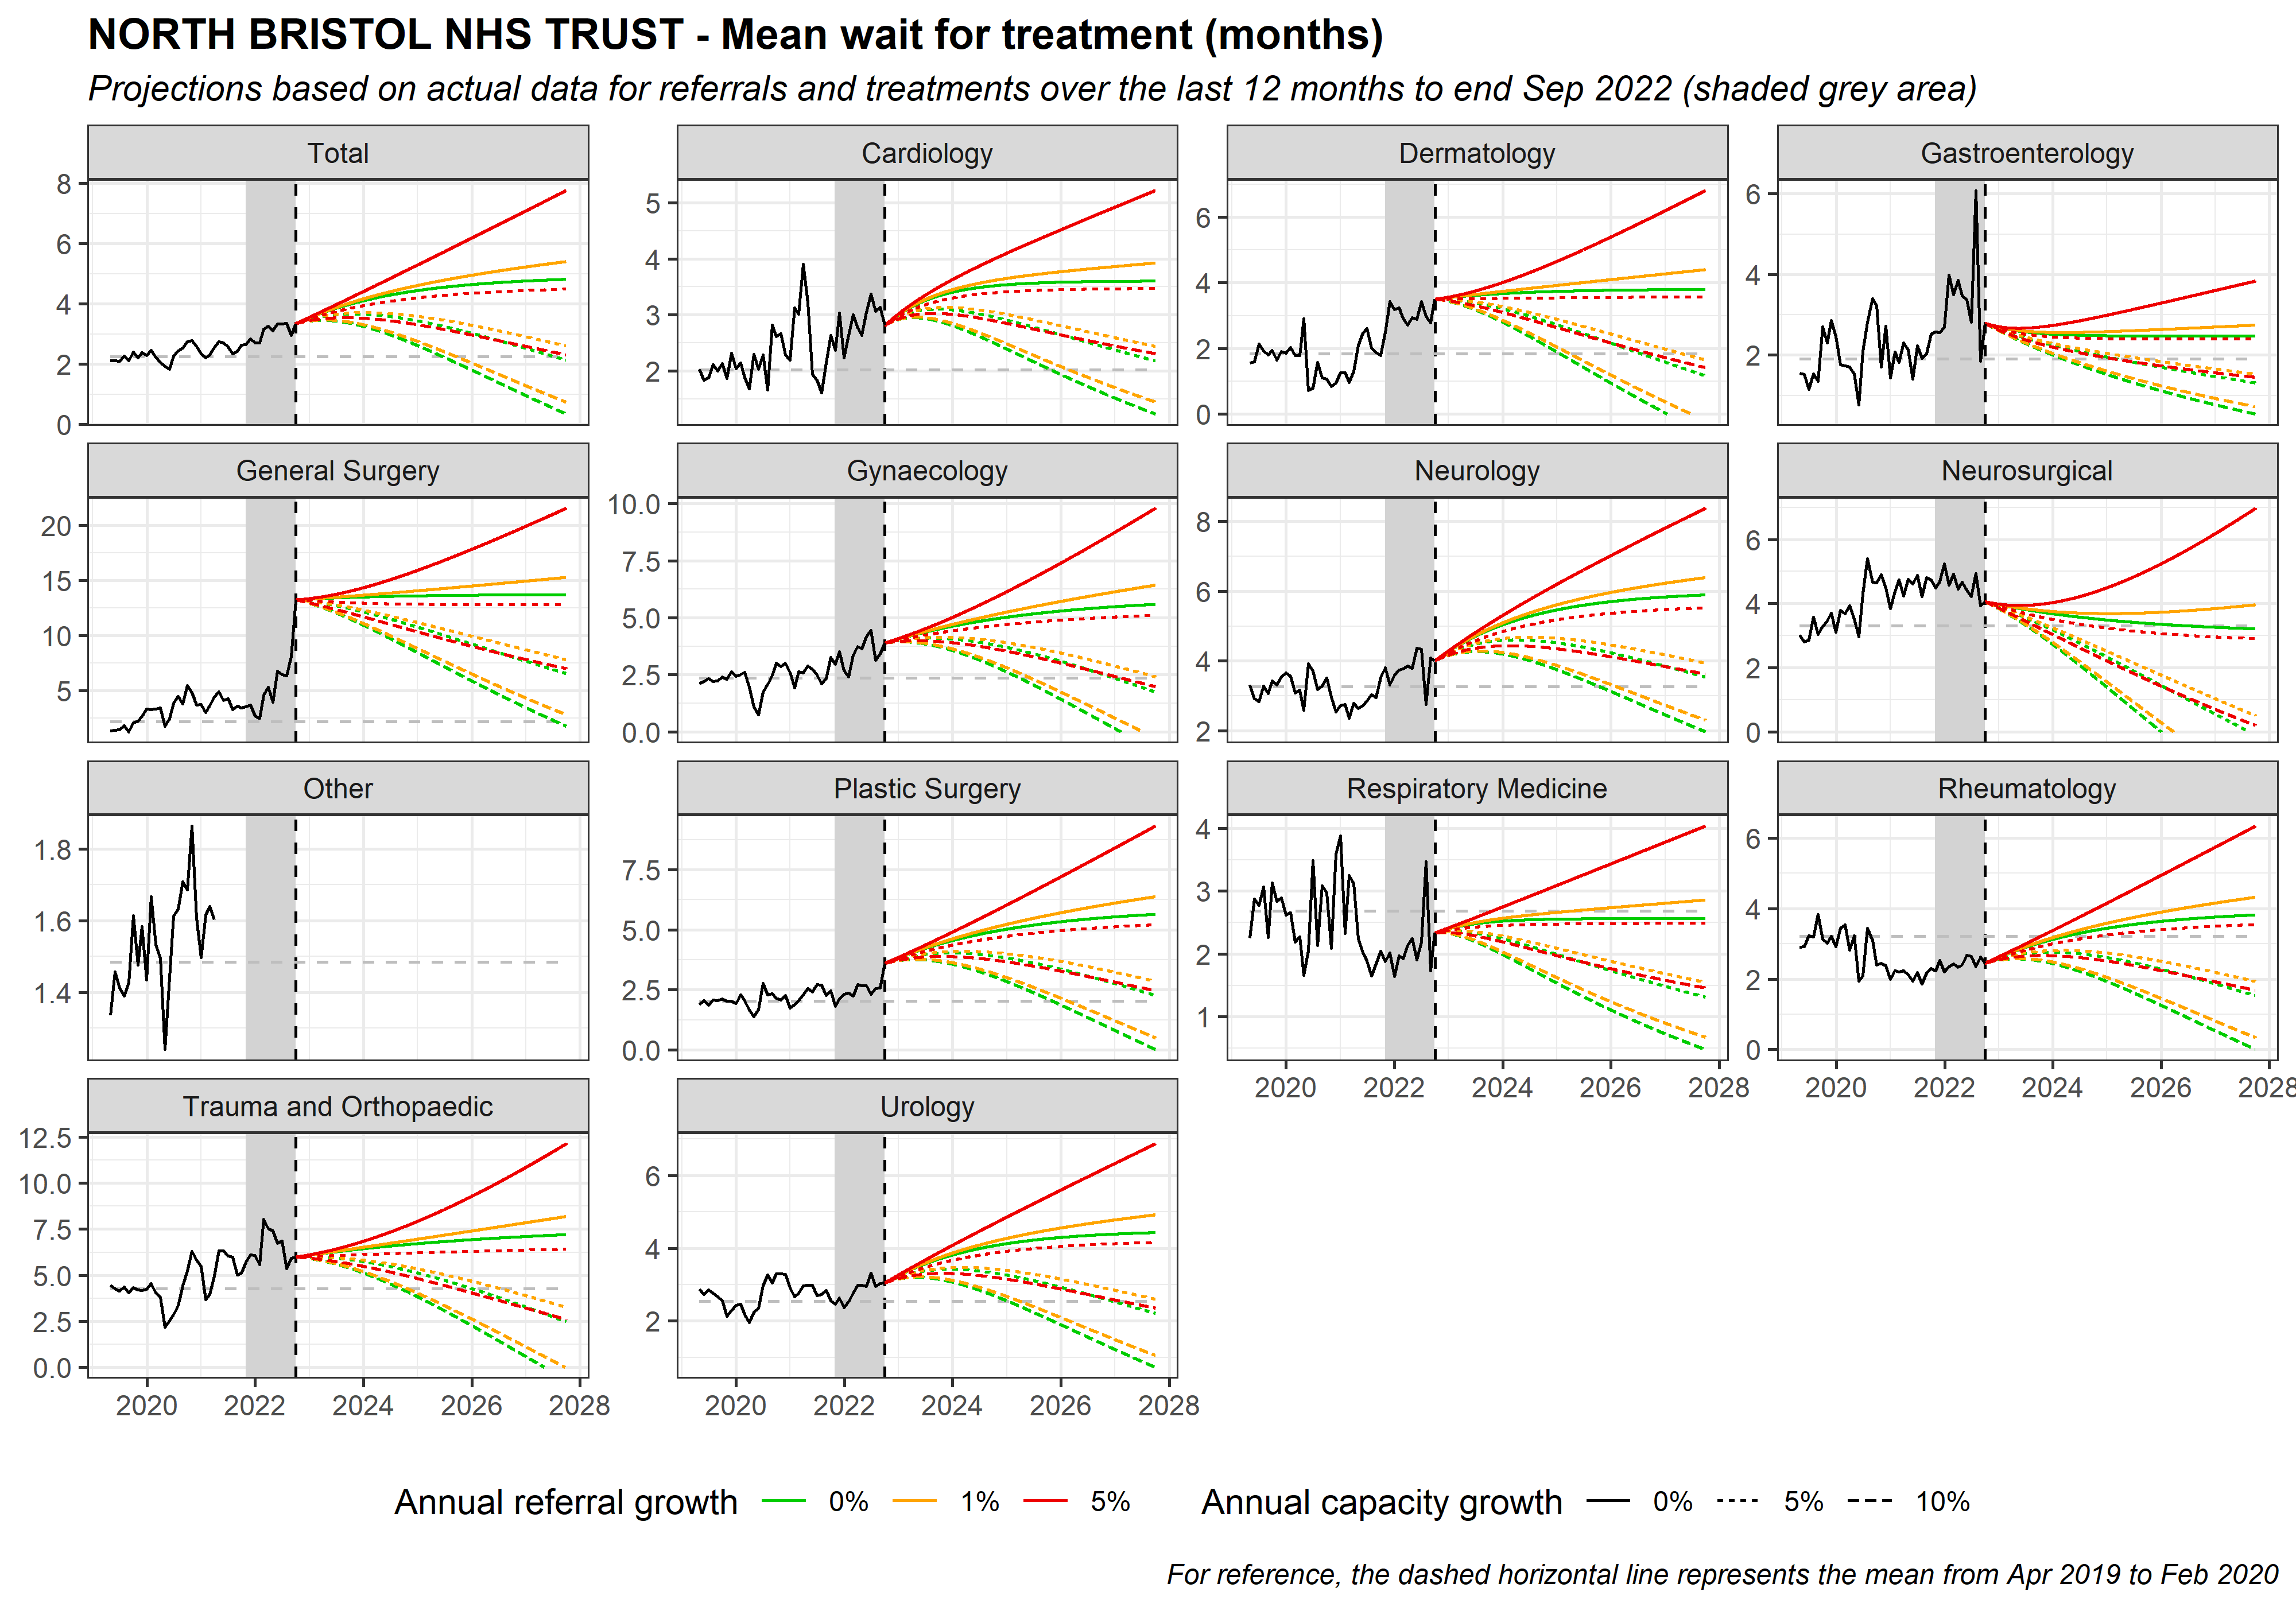 NORTH BRISTOL NHS TRUST - Mean wait for treatment (months)
Projections based on actual data for referrals and treatments over the last 12 months to end Sep 2022 (shaded grey area)
Total
Cardiology
Dermatology
Gastroenterology
8
6
4
2
0
5
4
3
2
6
4
2
0
6
4
2
General Surgery
Gynaecology
Neurology
Neurosurgical
20
15
10
5
10.0
7.5
5.0
2.5
0.0
8
6
4
2
6
4
2
0
Other
Plastic Surgery
Respiratory Medicine
Rheumatology
1.8
1.6
1.4
7.5
5.0
2.5
0.0
4
3
2
1
6
4
2
0
2020 2022 2024 2026 2028
2020 2022 2024 2026 2028
Trauma and Orthopaedic
Urology
12.5
10.0
7.5
5.0
2.5
0.0
6
4
2
2020 2022 2024 2026 2028
2020 2022 2024 2026 2028
Annual referral growth 0% 1% 5% Annual capacity growth 0% 5% 10%
For reference, the dashed horizontal line represents the mean from Apr 2019 to Feb 2020